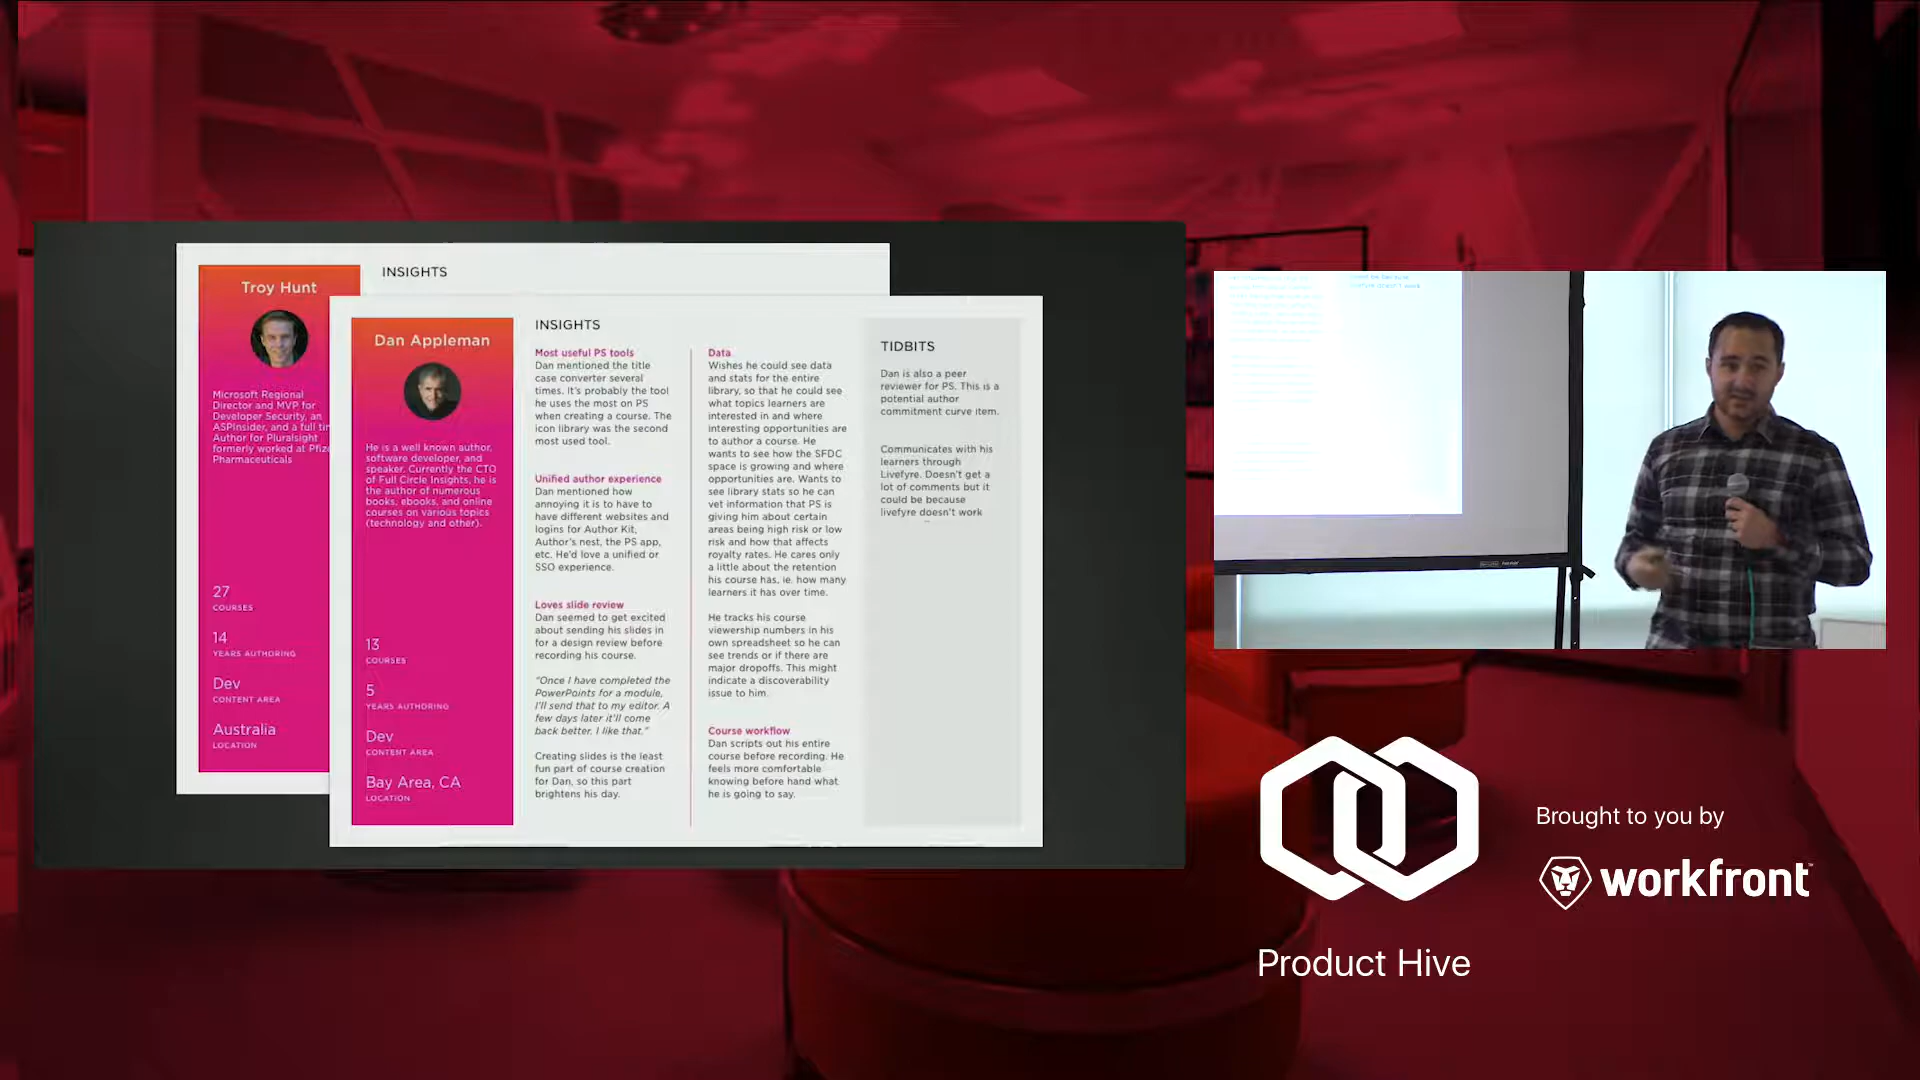 Troy Hunt
Microsoft Regional
Director and MVP for
Developer Security, an
ASPInsider, and a full
Author for Pluralsight
formerly worked at
Pharmaceuticals
27
COURSES
14
YEARS AUTHORING
Dev
CONTENT AREA
Australia
LOCATION
INSIGHTS
Dan Appleman
He is a well known author,
software developer, and
speaker. Currently the CTO
of Full Circle Insights, he is
the author of numerous
books, ebooks, and online
courses on various topics
(technology and other).
13
COURSES
5
YEARS AUTHORING
Dev
CONTENT AREA
Bay Area, CA
LOCATION
INSIGHTS
Most useful PS tools
Dan mentioned the title
case converter several
times. It's probably the tool
he uses the most on PS
when creating a course. The
icon library was the second
most used tool.
Unified author experience
Dan mentioned how
annoying it is to have to
have different websites and
logins for Author Kit,
Author's nest, the PS app,
etc. He'd love a unified or
SSO experience.
Loves slide review
Dan seemed to get excited
about sending his slides in
for a design review before
recording his course.
"Once I have completed the
PowerPoints for a module,
I'll send that to my editor. A
few days later it'll come
back better. I like that."
Creating slides is the least
fun part of course creation
for Dan, so this part
brightens his day.
Data
Wishes he could see data
and stats for the entire
library, so that he could see
what topics learners are
interested in and where
interesting opportunities are
to author a course. He
wants to see how the SFDC
space is growing and where
opportunities are. Wants to
see library stats so he can
vet information that PS is
giving him about certain
areas being high risk or low
risk and how that affects
royalty rates. He cares only
a little about the retention
his course has, ie. how many
learners it has over time.
He tracks his course
viewership numbers in his
own spreadsheet so he can
see trends or if there are
major dropoffs. This might
indicate a discoverability
issue to him.
Course workflow
Dan scripts out his entire
course before recording. He
feels more comfortable
knowing before hand what
he is going to say.
TIDBITS
Dan is also a peer
reviewer for PS. This is a
potential author
commitment curve item.
Communicates with his
learners through
Livefyre. Doesn't get a
lot of comments but it
could be because
livefyre doesn't work
Product Hive
Brought to you by
workfront